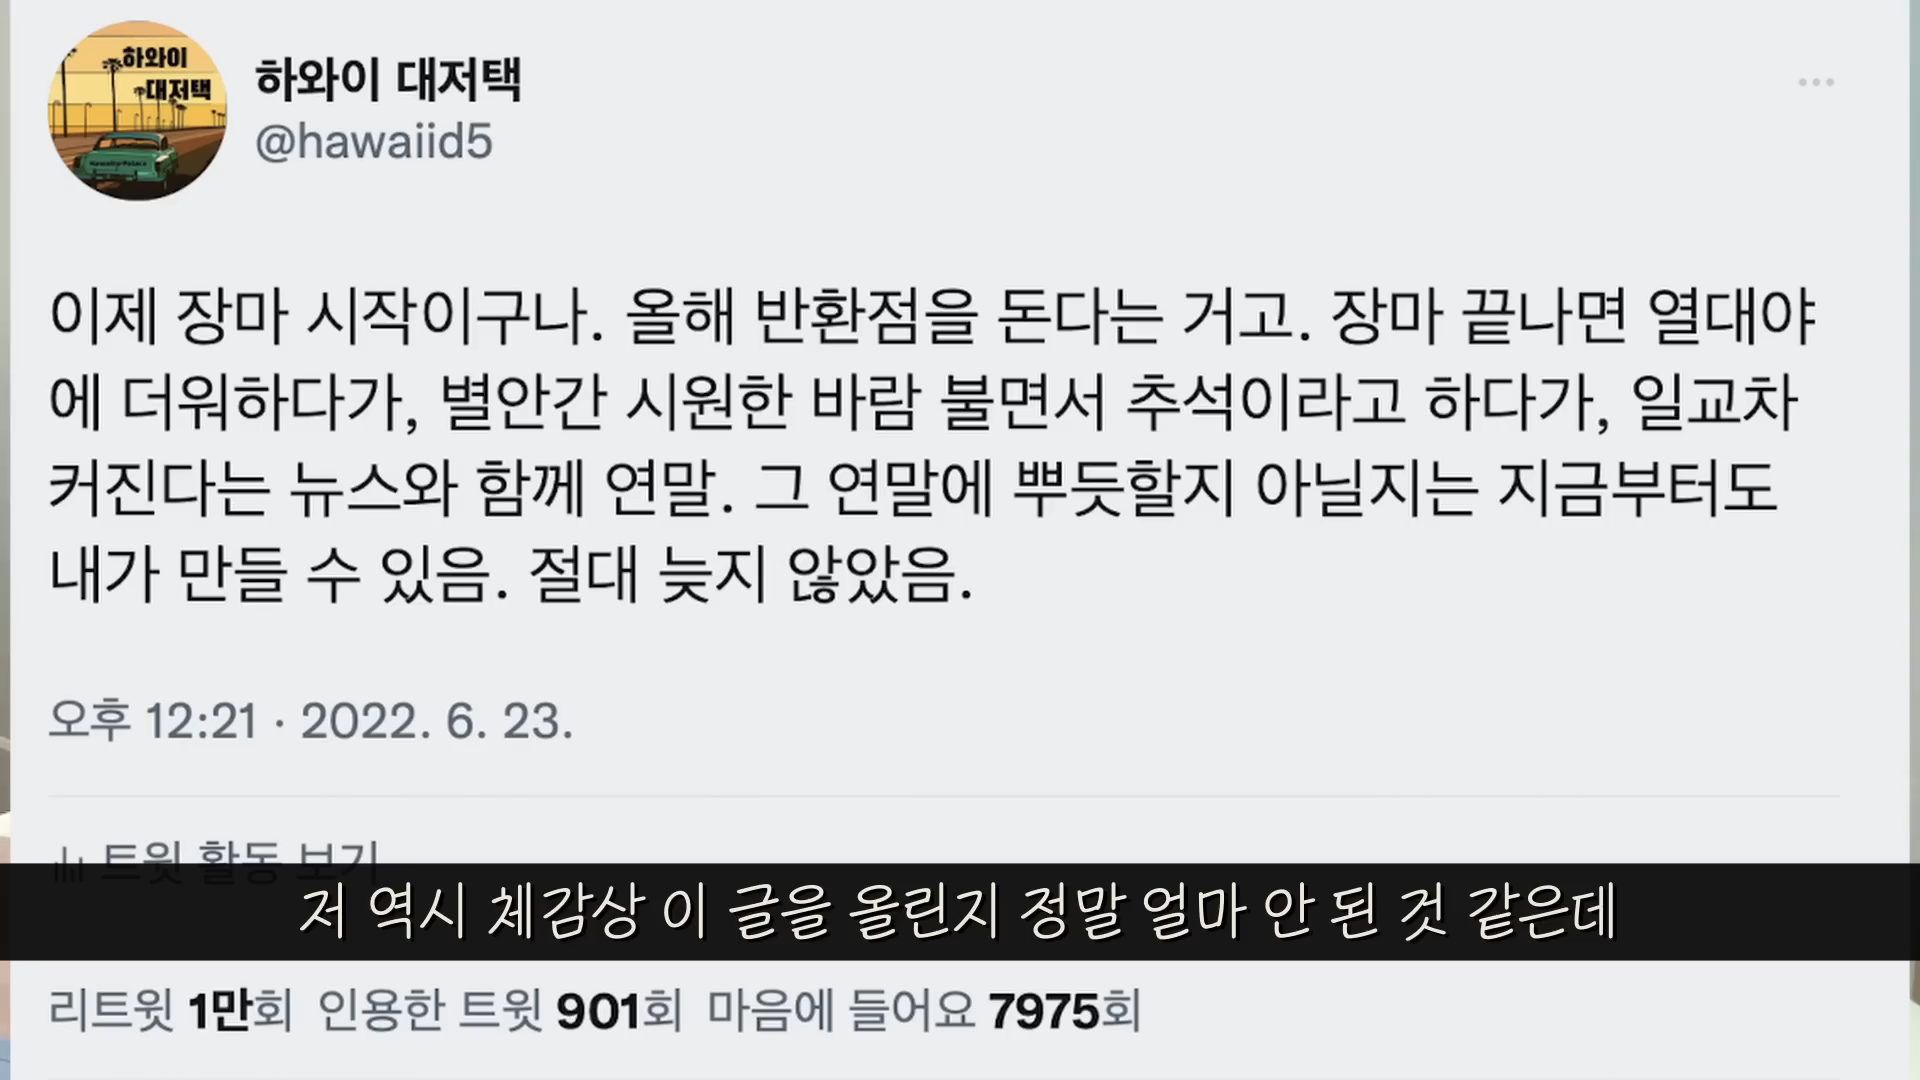 하와이
대저택
하와이 대저택
@hawaiid5
이제 장마 시작이구나. 올해 반환점을 돈다는 거고. 장마 끝나면 열대야
에 더워하다가, 별안간 시원한 바람 불면서 추석이라고 하다가, 일교차
커진다는 뉴스와 함께 연말. 그 연말에 뿌듯할지 아닐지는 지금부터도
내가 만들 수 있음. 절대 늦지 않았음.
오후 12:21 · 2022. 6. 23.
트윗 활동 보기
저 역시 체감상 이 글을 올린지 정말 얼마 안 된 것 같은데
리트윗 1만회 인용한 트윗 901회 마음에 들어요 7975회